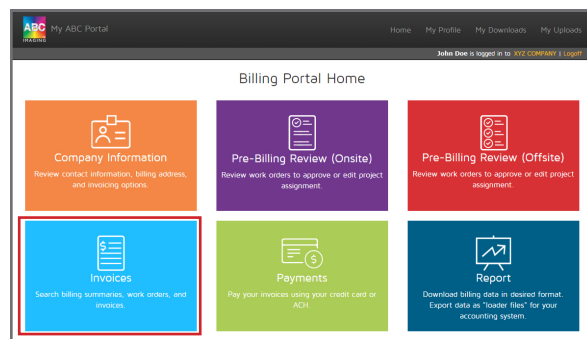 ABC
IMAGING
My ABC Portal
Home My Profile My Downloads My Uploads
John Doe is logged in to XYZ COMPANY | Logoff
Billing Portal Home
Company Information
Review contact information, billing address,
and invoicing options.
Pre-Billing Review (Onsite)
Review work orders to approve or edit project
assignment.
Pre-Billing Review (Offsite)
Review work orders to approve or edit project
assignment.
Invoices
Search billing summaries, work orders, and
invoices.
Payments
Pay your invoices using your credit card or
ACH.
Report
Download billing data in desired format.
Export data as "loader files" for your
accounting system.